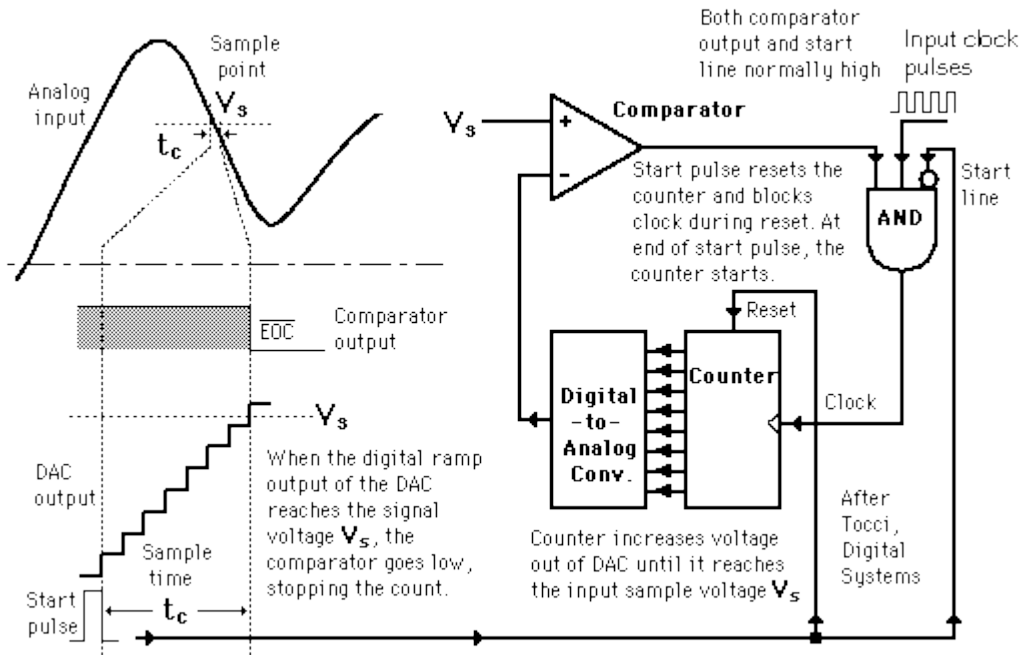 Analog
input
Sample
point
Vs
tc
Both comparator
output and start
line normally high
Input clock
pulses
Vs
+
Comparator
-
Start pulse resets the
counter and blocks
clock during reset. At
end of start pulse, the
counter starts.
AND
Start
line
EOC
Comparator
output
Reset
Digital
-to-
Analog
Conv.
Counter
Clock
Vs
DAC
output
When the digital ramp
output of the DAC
reaches the signal
voltage Vs, the
comparator goes low,
stopping the count.
Sample
time
tc
Start
pulse
Counter increases voltage
out of DAC until it reaches
the input sample voltage Vs
After
Tocci,
Digital
Systems